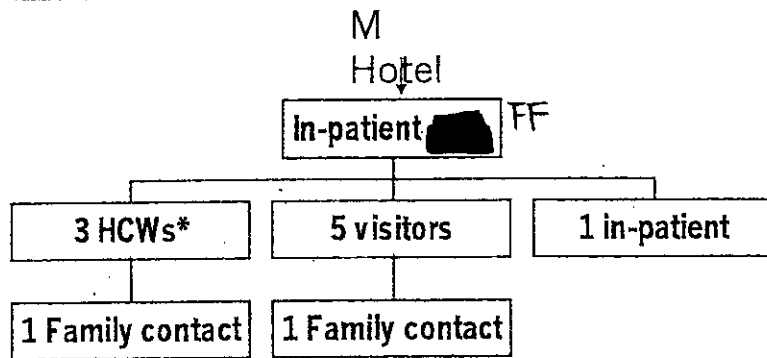 M
Hotel
In-patient FF
3 HCWs* 5 visitors 1 in-patient
1 Family contact 1 Family contact